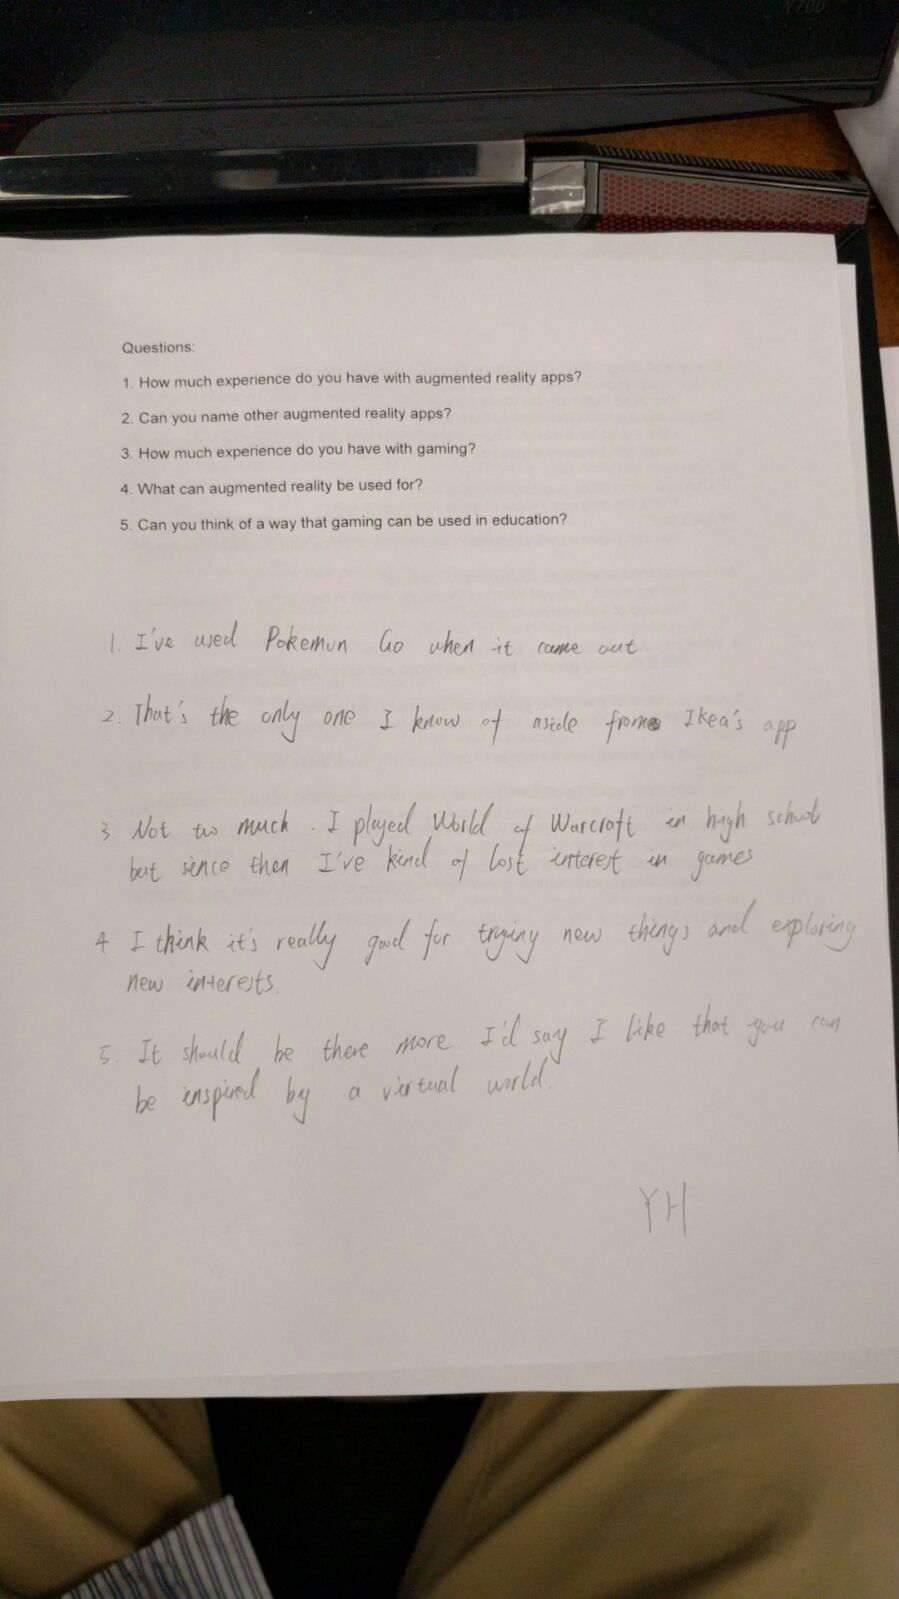 Y700
Questions:
1. How much experience do you have with augmented reality apps?
2. Can you name other augmented reality apps?
3. How much experience do you have with gaming?
4. What can augmented reality be used for?
5. Can you think of a way that gaming can be used in education?
1. I've used Pokemun Go when it came out
2. That's the only one I know of aside from Ikea's app
3. Not too much. I played World of Warcraft in high school
but since then I've kind of lost interest in games
4 I think it's really good for trying new things and exploring
new interests.
5. It should be there more. I'd say I like that you can
be inspired by a virtual world.
YH